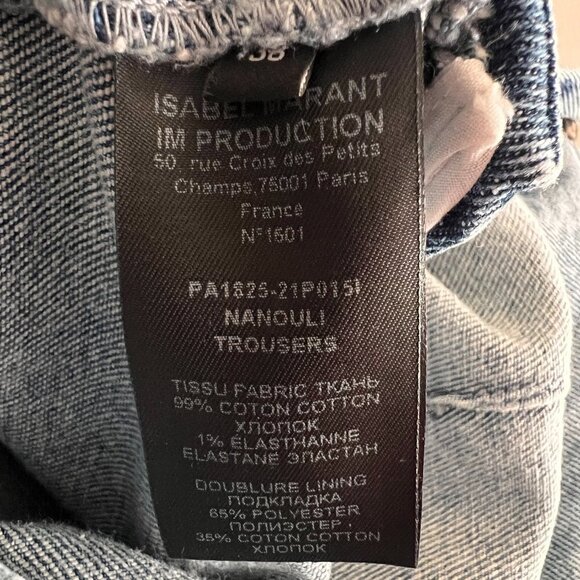 38
ISABEL MARANT
IM PRODUCTION
50, rue Croix des Petits
Champs,75001 Paris
France
N°1601
PA1825-21P015I
NANOULI
TROUSERS
TISSU FABRIC ТКАНЬ
99% COTON COTTON
ХЛОПОК
1% ÉLASTHANNE
ELASTANE ЭЛАСТАН
DOUBLURE LINING
ПОДКЛАДКА
65% POLYESTER
ПОЛИЭСТЕР
35% COTON COTTON
ХЛОПОК